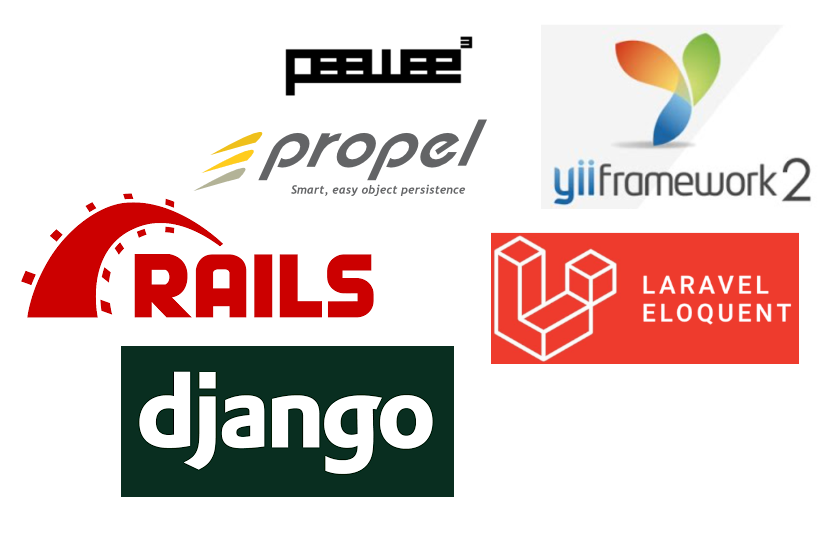 peewee3
propel
Smart, easy object persistence
yiiframework2
RAILS
LARAVEL
ELOQUENT
django